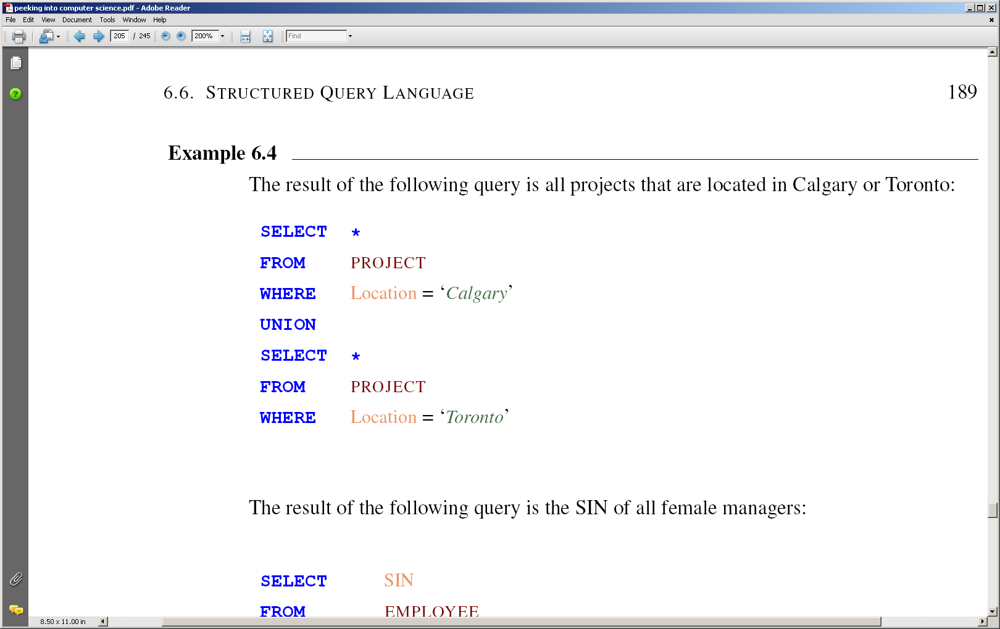 peeking into computer science.pdf - Adobe Reader
File Edit View Document Tools Window Help
205 / 245 200% Find
6.6. STRUCTURED QUERY LANGUAGE 189
Example 6.4
The result of the following query is all projects that are located in Calgary or Toronto:
SELECT *
FROM PROJECT
WHERE Location = ‘Calgary’
UNION
SELECT *
FROM PROJECT
WHERE Location = ‘Toronto’
The result of the following query is the SIN of all female managers:
SELECT SIN
FROM EMPLOYEE
8.50 x 11.00 in